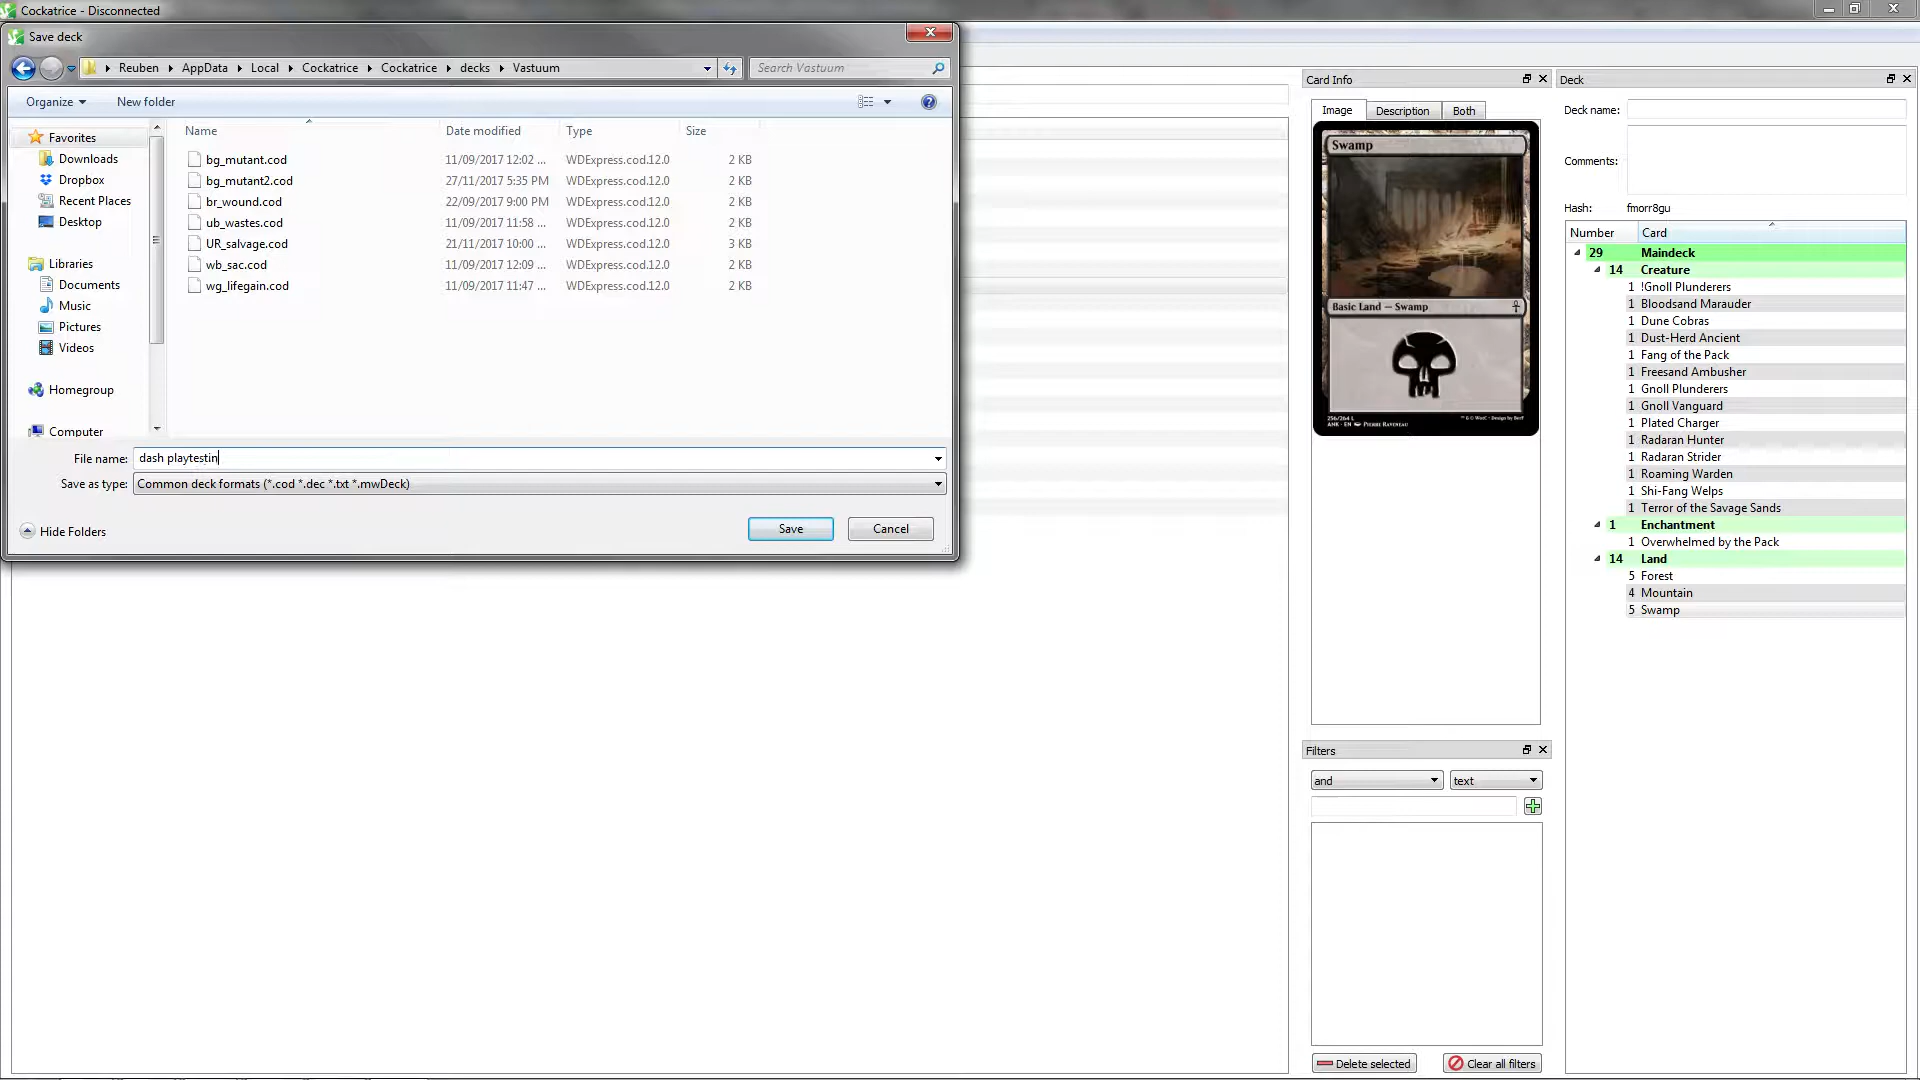 Cockatrice - Disconnected
Save deck
Reuben AppData Local Cockatrice Cockatrice decks Vastuum
Search Vastuum
Organize New folder
Favorites
Downloads
Dropbox
Recent Places
Desktop
Libraries
Documents
Music
Pictures
Videos
Homegroup
Computer
Name Date modified Type Size
bg_mutant.cod 11/09/2017 12:02 ... WDExpress.cod.12.0 2 KB
bg_mutant2.cod 27/11/2017 5:35 PM WDExpress.cod.12.0 2 KB
br_wound.cod 22/09/2017 9:00 PM WDExpress.cod.12.0 2 KB
ub_wastes.cod 11/09/2017 11:58 ... WDExpress.cod.12.0 2 KB
UR_salvage.cod 21/11/2017 10:00 ... WDExpress.cod.12.0 3 KB
wb_sac.cod 11/09/2017 12:09 ... WDExpress.cod.12.0 2 KB
wg_lifegain.cod 11/09/2017 11:47 ... WDExpress.cod.12.0 2 KB
File name: dash playtestin
Save as type: Common deck formats (*.cod *.dec *.txt *.mwDeck)
Hide Folders
Save Cancel
Card Info
Image Description Both
Swamp
Basic Land — Swamp
256/264 L
ANK • EN Pierre Raveneau
Filters
and text
Delete selected Clear all filters
Deck
Deck name:
Comments:
Hash: fmorr8gu
Number Card
29 Maindeck
14 Creature
1 !Gnoll Plunderers
1 Bloodsand Marauder
1 Dune Cobras
1 Dust-Herd Ancient
1 Fang of the Pack
1 Freesand Ambusher
1 Gnoll Plunderers
1 Gnoll Vanguard
1 Plated Charger
1 Radaran Hunter
1 Radaran Strider
1 Roaming Warden
1 Shi-Fang Welps
1 Terror of the Savage Sands
1 Enchantment
1 Overwhelmed by the Pack
14 Land
5 Forest
4 Mountain
5 Swamp